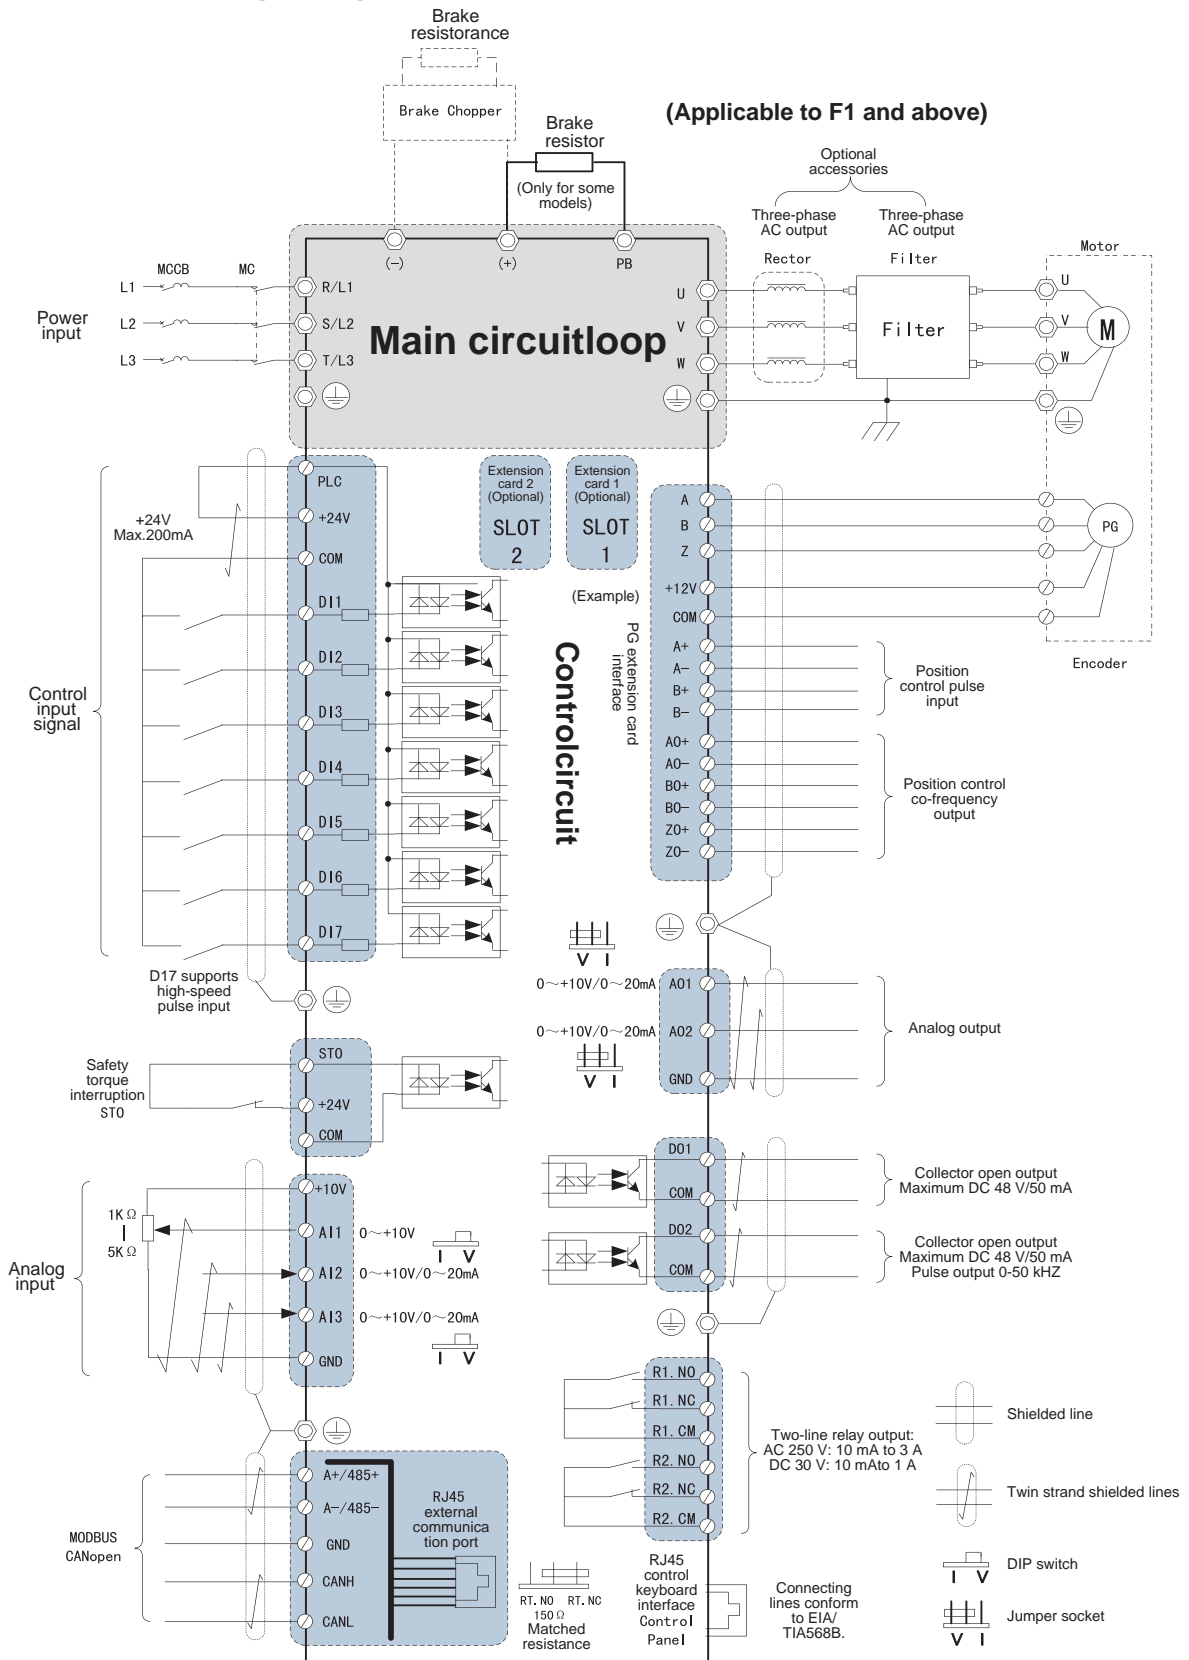 Brake
resistorance
Brake Chopper
(Applicable to F1 and above)
Brake
resistor
(Only for some
models)
Optional
accessories
Three-phase
AC output
Three-phase
AC output
Rector
Filter
Motor
(-)
(+)
PB
MCCB
MC
Power
input
L1
L2
L3
R/L1
S/L2
T/L3
Main circuitloop
U
V
W
Filter
U
V
W
M
Control
input
signal
+24V
Max.200mA
PLC
+24V
COM
DI1
DI2
DI3
DI4
DI5
DI6
DI7
D17 supports
high-speed
pulse input
Extension
card 2
(Optional)
SLOT
2
Extension
card 1
(Optional)
SLOT
1
(Example)
PG extension card
interface
Controlcircuit
A
B
Z
+12V
COM
A+
A-
B+
B-
AO+
AO-
BO+
BO-
ZO+
ZO-
PG
Encoder
Position
control pulse
input
Position control
co-frequency
output
V I
0~+10V/0~20mA
AO1
0~+10V/0~20mA
AO2
V I
GND
Analog output
Safety
torque
interruption
STO
STO
+24V
COM
DO1
COM
DO2
COM
Collector open output
Maximum DC 48 V/50 mA
Collector open output
Maximum DC 48 V/50 mA
Pulse output 0-50 kHZ
Analog
input
1KΩ
5KΩ
+10V
AI1
0~+10V
I V
AI2
0~+10V/0~20mA
AI3
0~+10V/0~20mA
I V
GND
R1. NO
R1. NC
R1. CM
R2. NO
R2. NC
R2. CM
Two-line relay output:
AC 250 V: 10 mA to 3 A
DC 30 V: 10 mAto 1 A
MODBUS
CANopen
A+/485+
A-/485-
GND
CANH
CANL
RJ45
external
communica
tion port
RT. NO RT. NC
150Ω
Matched
resistance
RJ45
control
keyboard
interface
Control
Panel
Connecting
lines conform
to EIA/
TIA568B.
Shielded line
Twin strand shielded lines
DIP switch
I V
Jumper socket
V I